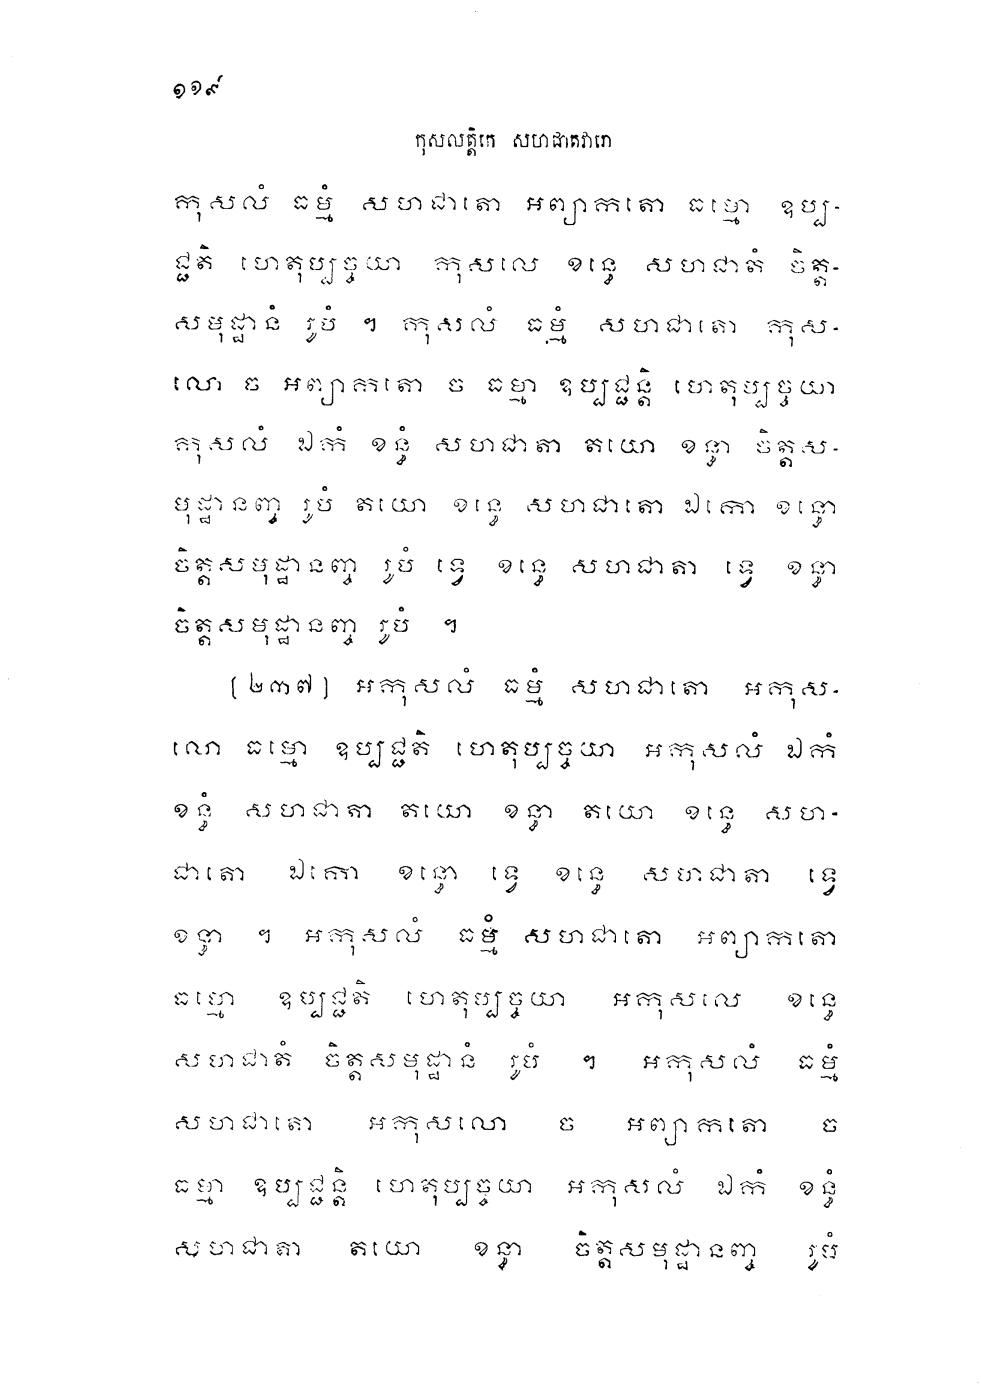 ១១៩
កុសលត្តិកេ សហជាតវារោ
កុសលំ ធម្មំ សហជាតោ អព្យាកតោ ធម្មោ ឧប្ប-
ជ្ជតិ ហេតុប្បច្ចយា កុសលេ ខន្ធេ សហជាតំ ចិត្ត-
សមុដ្ឋានំ រូបំ ។ កុសលំ ធម្មំ សហជាតោ កុស-
លោ ច អព្យាកតោ ច ធម្មា ឧប្បជ្ជន្តិ ហេតុប្បច្ចយា
កុសលំ ឯកំ ខន្ធំ សហជាតា តយោ ខន្ធា ចិត្តស-
មុដ្ឋានញ្ច រូបំ តយោ ខន្ធេ សហជាតោ ឯកោ ខន្ធោ
ចិត្តសមុដ្ឋានញ្ច រូបំ ទ្វេ ខន្ធេ សហជាតា ទ្វេ ខន្ធា
ចិត្តសមុដ្ឋានញ្ច រូបំ ។
[២៣៧] អកុសលំ ធម្មំ សហជាតោ អកុស-
លោ ធម្មោ ឧប្បជ្ជតិ ហេតុប្បច្ចយា អកុសលំ ឯកំ
ខន្ធំ សហជាតា តយោ ខន្ធា តយោ ខន្ធេ សហ-
ជាតោ ឯកោ ខន្ធោ ទ្វេ ខន្ធេ សហជាតា ទ្វេ
ខន្ធា ។ អកុសលំ ធម្មំ សហជាតោ អព្យាកតោ
ធម្មោ ឧប្បជ្ជតិ ហេតុប្បច្ចយា អកុសលេ ខន្ធេ
សហជាតំ ចិត្តសមុដ្ឋានំ រូបំ ។ អកុសលំ ធម្មំ
សហជាតោ អកុសលោ ច អព្យាកតោ ច
ធម្មា ឧប្បជ្ជន្តិ ហេតុប្បច្ចយា អកុសលំ ឯកំ ខន្ធំ
សហជាតា តយោ ខន្ធា ចិត្តសមុដ្ឋានញ្ច រូបំ